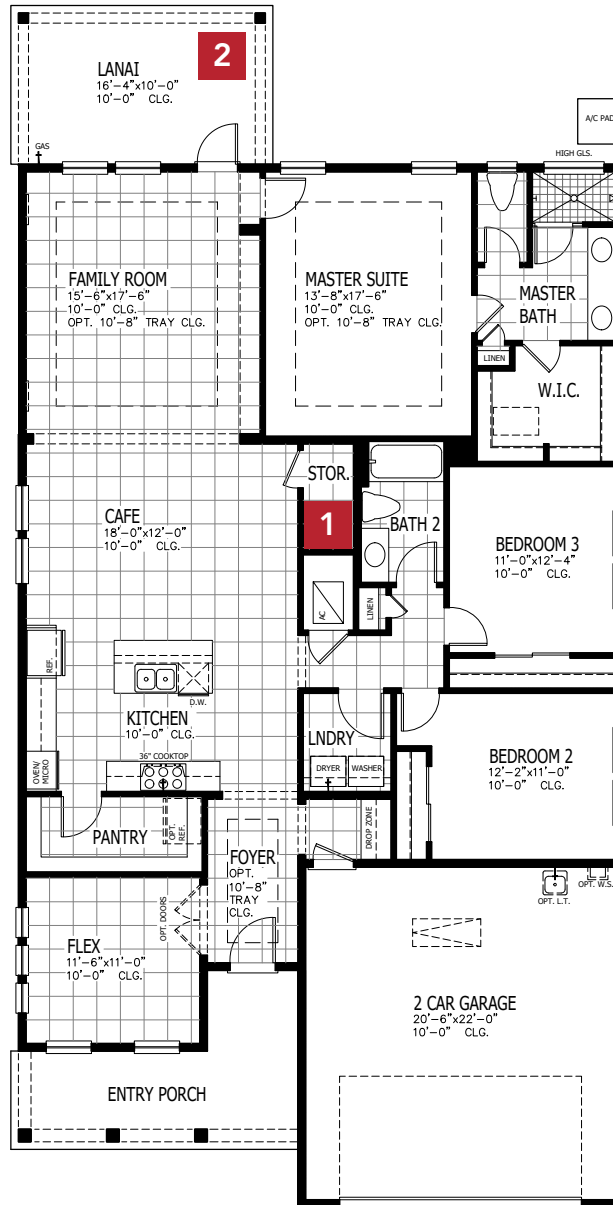 LANAI
16'-4"x10'-0"
10'-0" CLG.
2
GAS
A/C PAD
HIGH GLS.
FAMILY ROOM
15'-6"x17'-6"
10'-0" CLG.
OPT. 10'-8" TRAY CLG.
MASTER SUITE
13'-8"x17'-6"
10'-0" CLG.
OPT. 10'-8" TRAY CLG.
MASTER
BATH
LINEN
W.I.C.
STOR.
1
CAFE
18'-0"x12'-0"
10'-0" CLG.
BATH 2
BEDROOM 3
11'-0"x12'-4"
10'-0" CLG.
AC
LINEN
REF.
D.W.
KITCHEN
10'-0" CLG.
36" COOKTOP
OVEN/
MICRO
LNDRY
DRYER
WASHER
BEDROOM 2
12'-2"x11'-0"
10'-0" CLG.
PANTRY
OPT.
REF.
FOYER
OPT.
10'-8"
TRAY
CLG.
DROP ZONE
OPT. DOORS
FLEX
11'-6"x11'-0"
10'-0" CLG.
OPT. L.T.
OPT. W.S.
2 CAR GARAGE
20'-6"x22'-0"
10'-0" CLG.
ENTRY PORCH